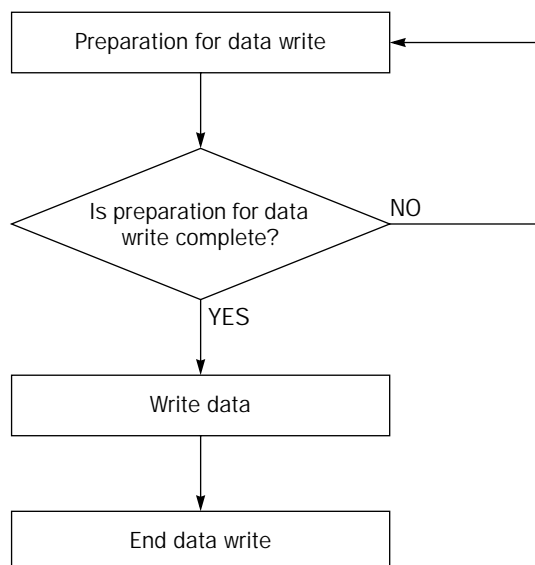 Preparation for data write
Is preparation for data
write complete?
NO
YES
Write data
End data write